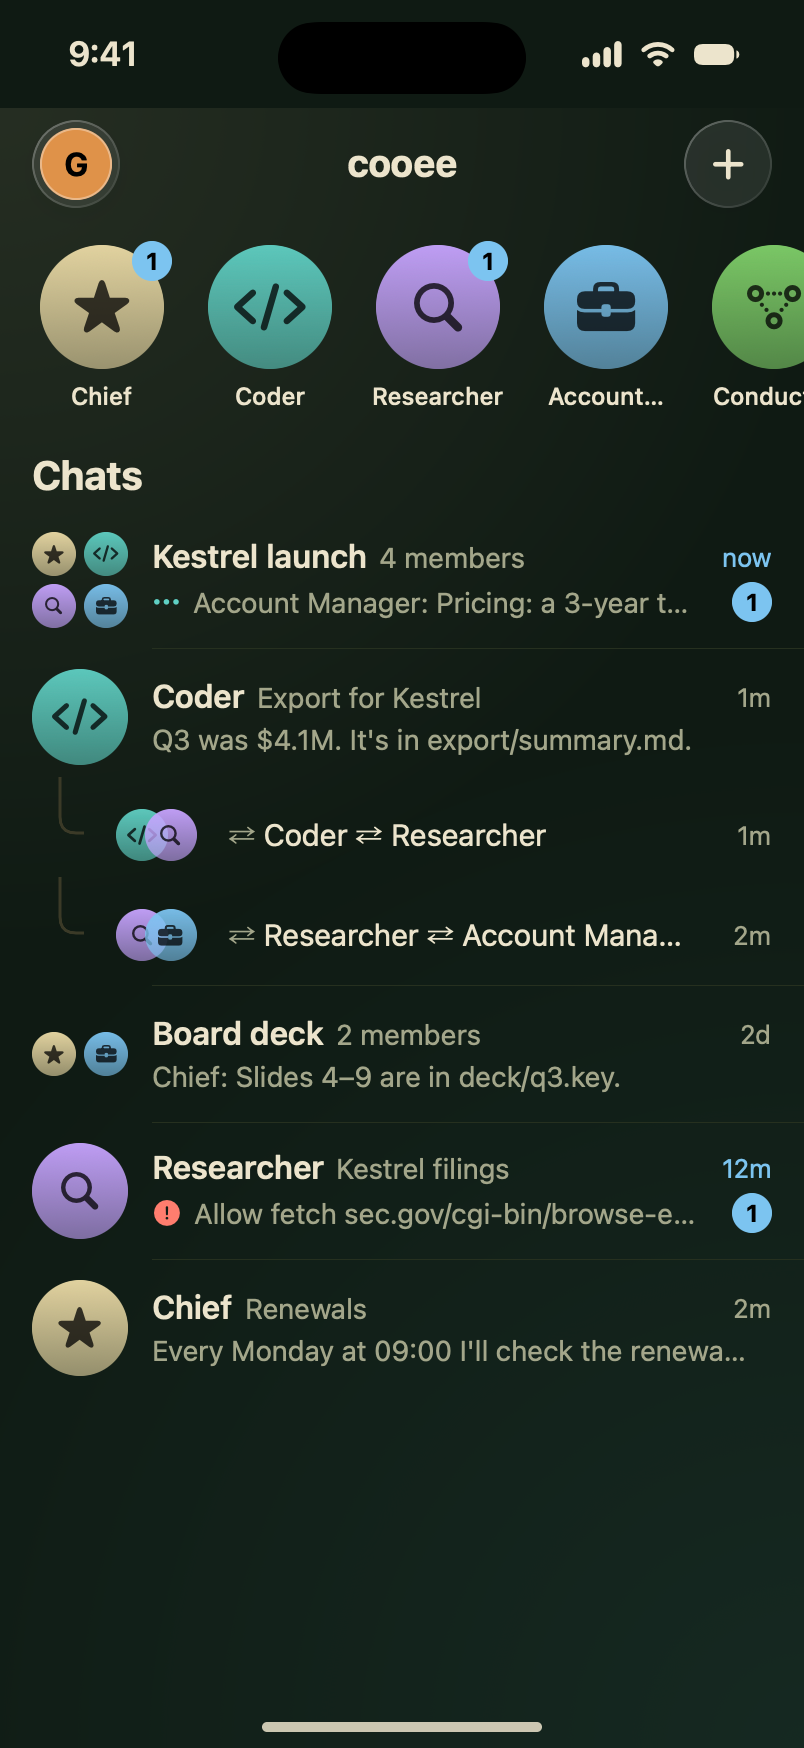 9:41
G
cooee
1
1
Chief
Coder
Researcher
Account...
Conduc
Chats
Kestrel launch 4 members now
Account Manager: Pricing: a 3-year t... 1
Coder Export for Kestrel 1m
Q3 was $4.1M. It's in export/summary.md.
⇄ Coder ⇄ Researcher 1m
⇄ Researcher ⇄ Account Mana... 2m
Board deck 2 members 2d
Chief: Slides 4–9 are in deck/q3.key.
Researcher Kestrel filings 12m
Allow fetch sec.gov/cgi-bin/browse-e... 1
Chief Renewals 2m
Every Monday at 09:00 I'll check the renewa...